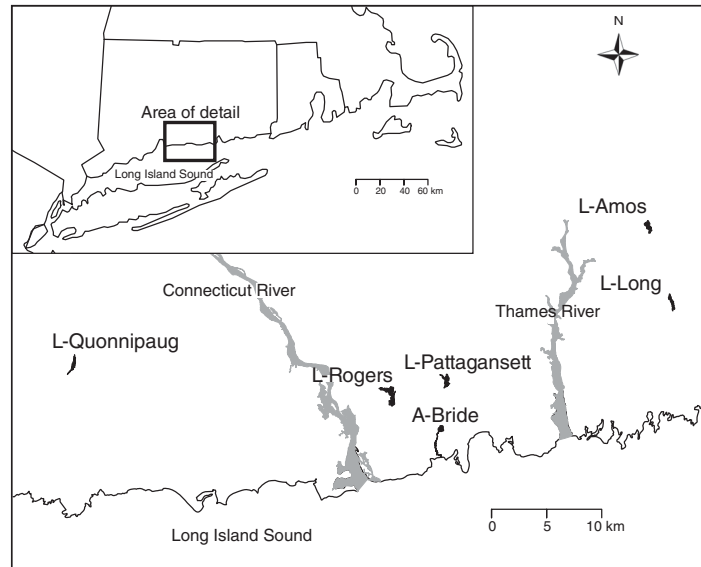 N
Area of detail
Long Island Sound
0 20 40 60 km
L-Amos
L-Long
Connecticut River
Thames River
L-Quonnipaug
L-Pattagansett
L-Rogers
A-Bride
0 5 10 km
Long Island Sound